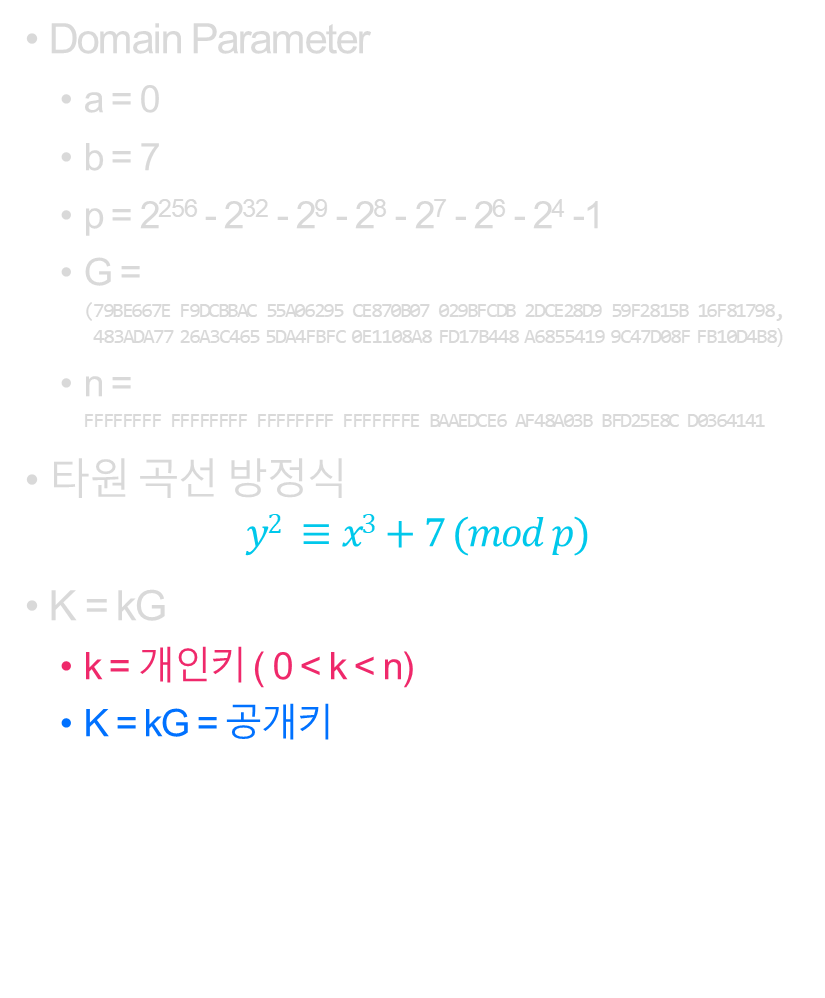 • Domain Parameter
• a = 0
• b = 7
• p = 2²⁵⁶ - 2³² - 2⁹ - 2⁸ - 2⁷ - 2⁶ - 2⁴ -1
• G =
(79BE667E F9DCBBAC 55A06295 CE870B07 029BFCDB 2DCE28D9 59F2815B 16F81798,
483ADA77 26A3C465 5DA4FBFC 0E1108A8 FD17B448 A6855419 9C47D08F FB10D4B8)
• n =
FFFFFFFF FFFFFFFF FFFFFFFF FFFFFFFE BAAEDCE6 AF48A03B BFD25E8C D0364141
• 타원 곡선 방정식
y² ≡ x³ + 7 (mod p)
• K = kG
• k = 개인키 ( 0 < k < n)
• K = kG = 공개키